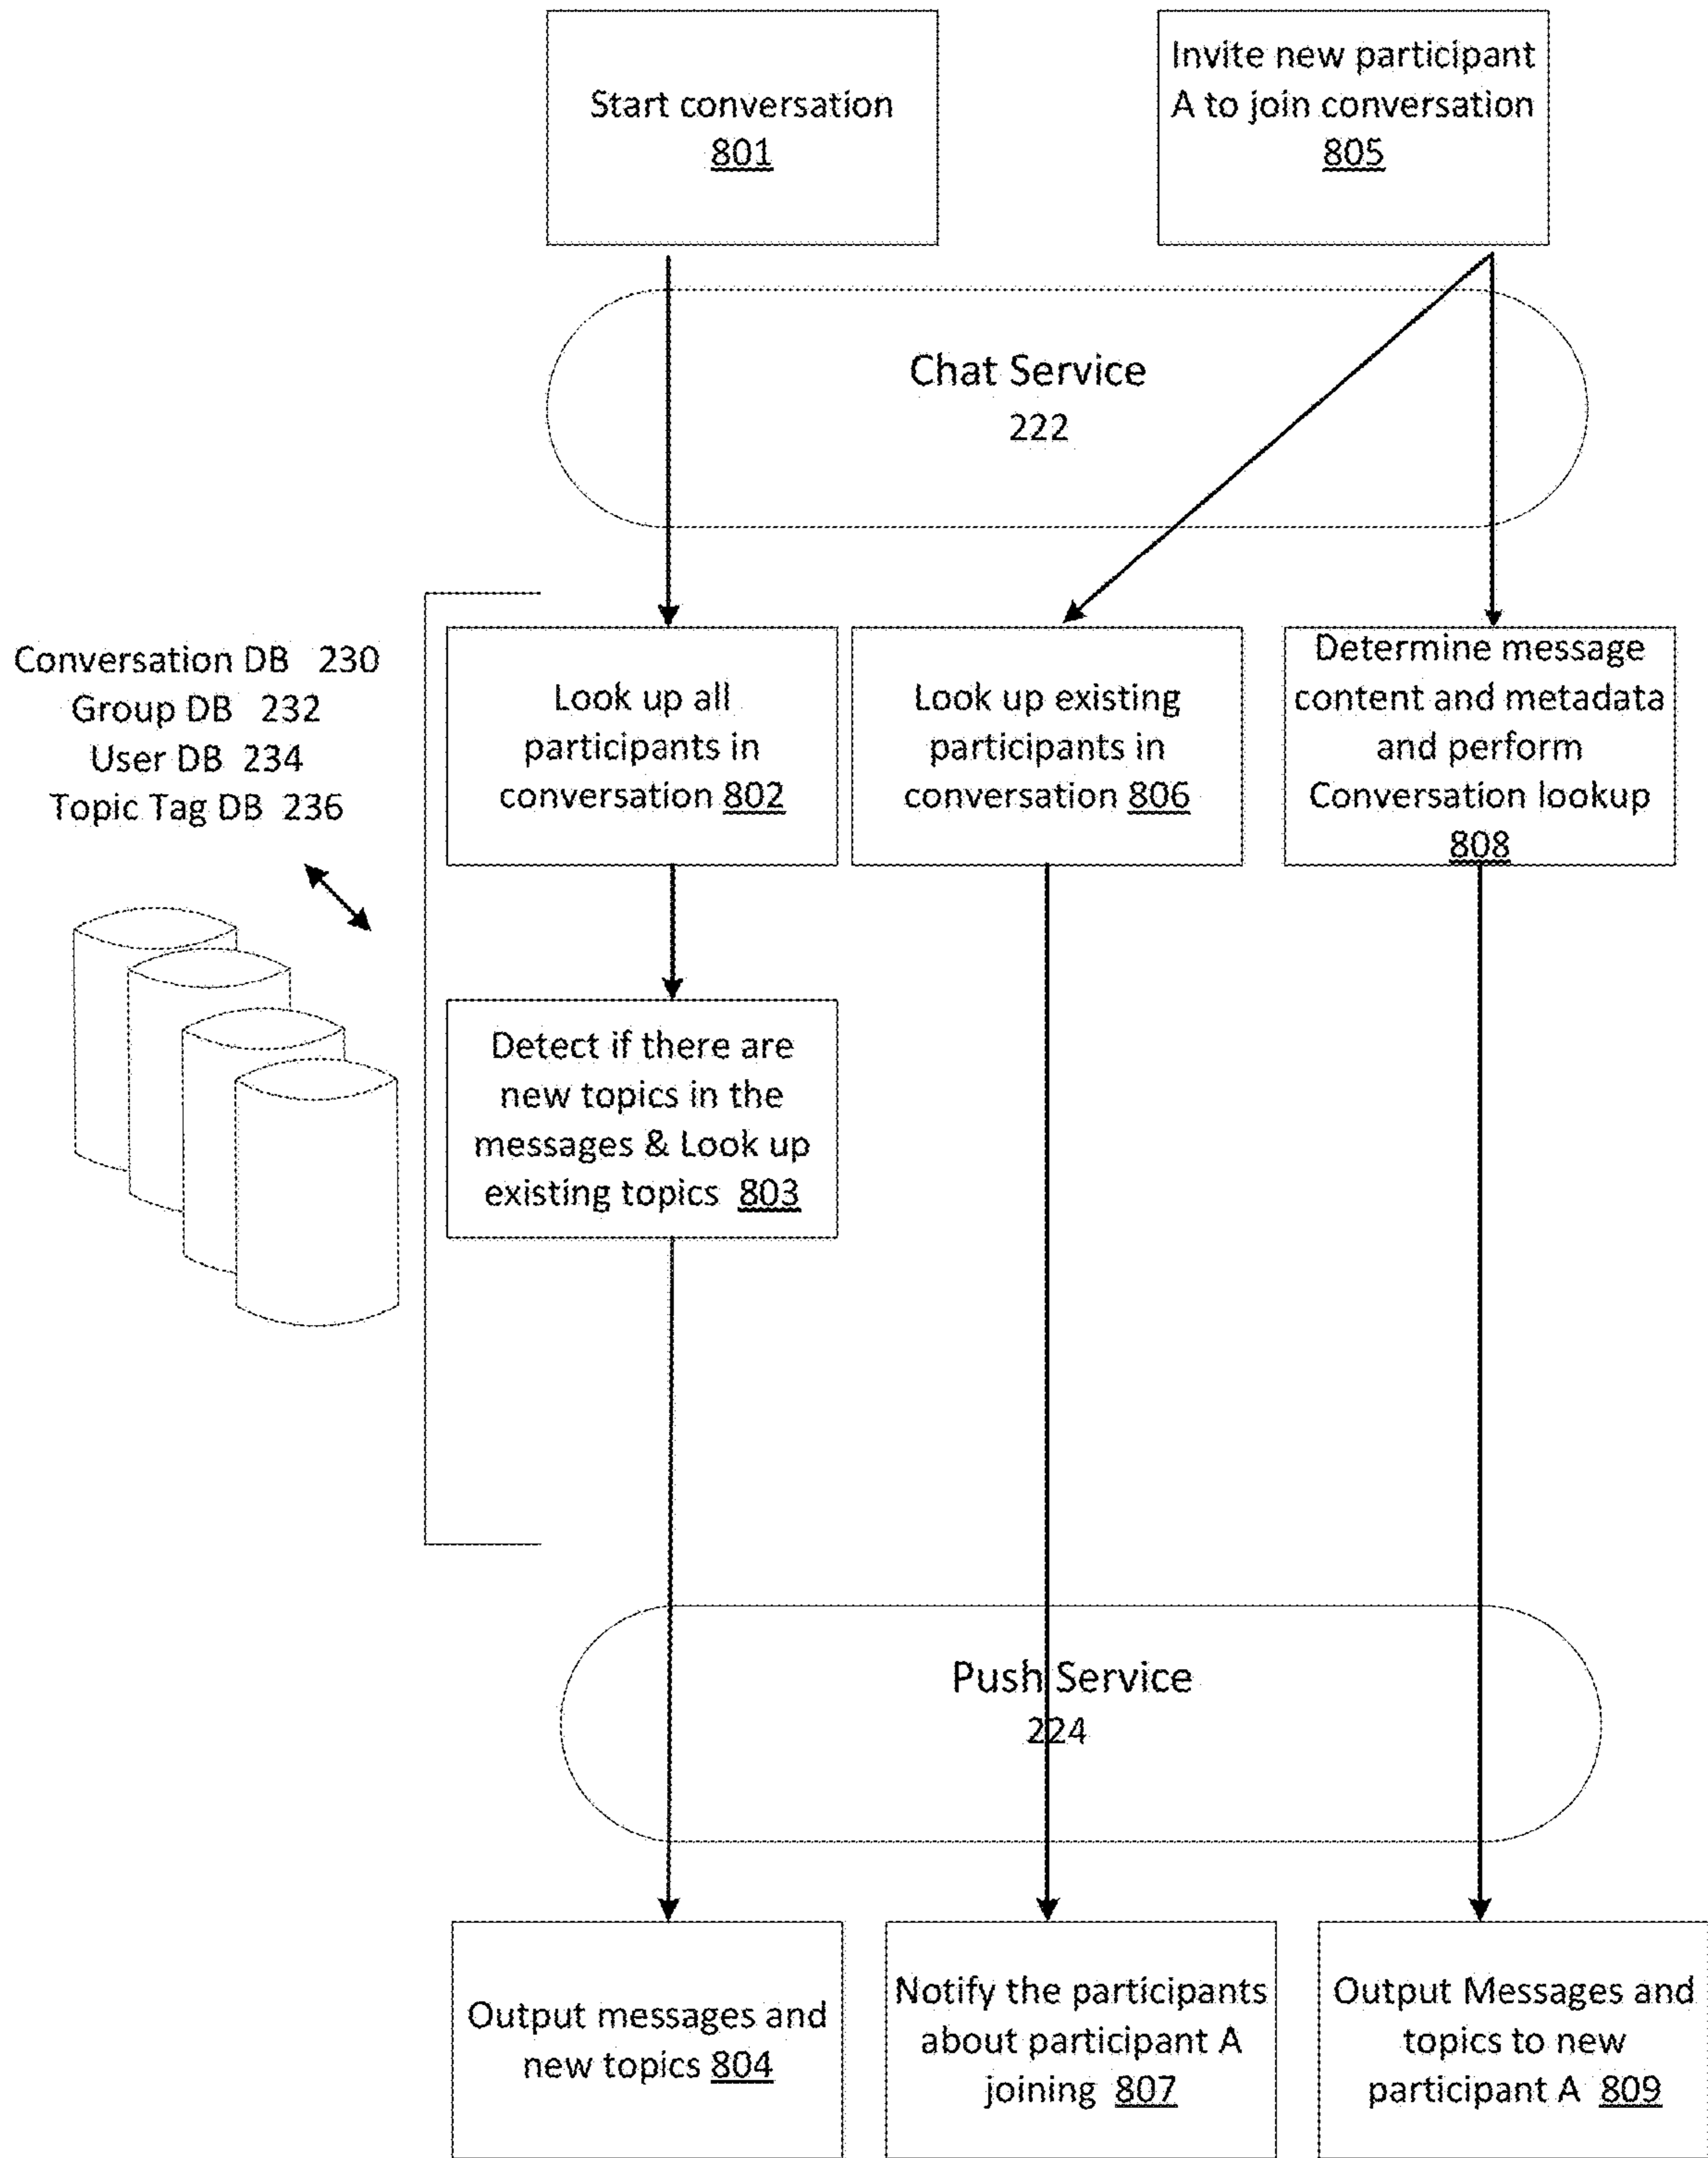 Start conversation
801
Invite new participant
A to join conversation
805
Chat Service
222
Conversation DB 230
Group DB 232
User DB 234
Topic Tag DB 236
Look up all
participants in
conversation 802
Look up existing
participants in
conversation 806
Determine message
content and metadata
and perform
Conversation lookup
808
Detect if there are
new topics in the
messages & Look up
existing topics 803
Push Service
224
Output messages and
new topics 804
Notify the participants
about participant A
joining 807
Output Messages and
topics to new
participant A 809